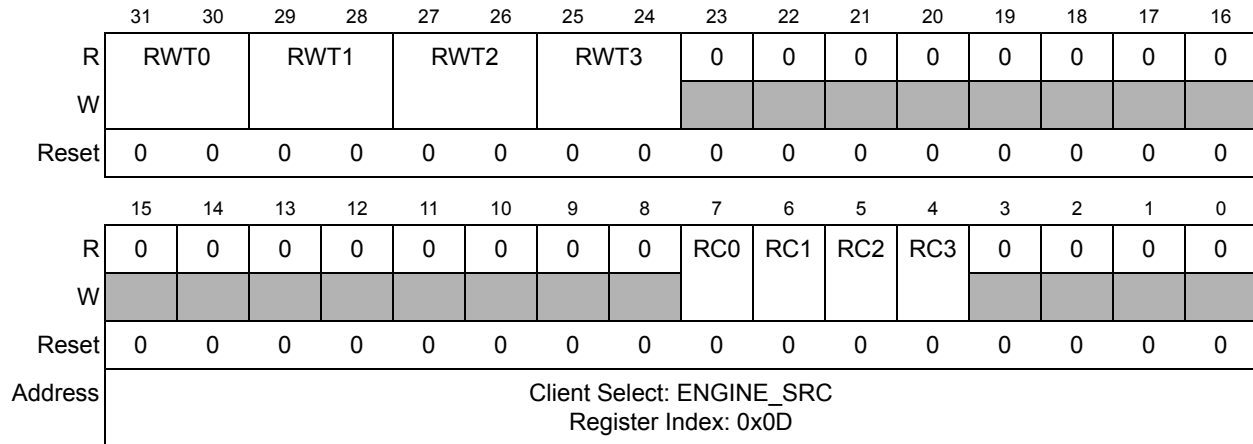 31 30 29 28 27 26 25 24 23 22 21 20 19 18 17 16
R RWT0 RWT1 RWT2 RWT3 0 0 0 0 0 0 0 0
W
Reset 0 0 0 0 0 0 0 0 0 0 0 0 0 0 0 0
15 14 13 12 11 10 9 8 7 6 5 4 3 2 1 0
R 0 0 0 0 0 0 0 0 RC0 RC1 RC2 RC3 0 0 0 0
W
Reset 0 0 0 0 0 0 0 0 0 0 0 0 0 0 0 0
Address Client Select: ENGINE_SRC
Register Index: 0x0D